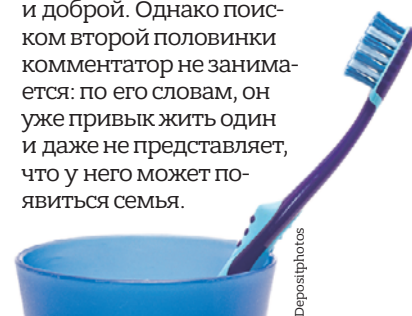 и доброй. Однако поис-
ком второй половинки
комментатор не занима-
ется: по его словам, он
уже привык жить один
и даже не представляет,
что у него может по-
явиться семья.
Depositphotos